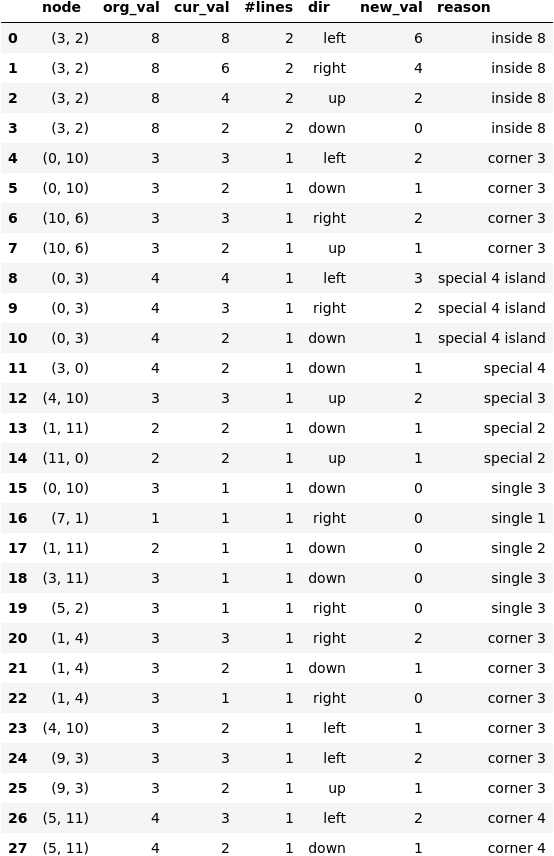 node org_val cur_val #lines dir new_val reason
0 (3, 2) 8 8 2 left 6 inside 8
1 (3, 2) 8 6 2 right 4 inside 8
2 (3, 2) 8 4 2 up 2 inside 8
3 (3, 2) 8 2 2 down 0 inside 8
4 (0, 10) 3 3 1 left 2 corner 3
5 (0, 10) 3 2 1 down 1 corner 3
6 (10, 6) 3 3 1 right 2 corner 3
7 (10, 6) 3 2 1 up 1 corner 3
8 (0, 3) 4 4 1 left 3 special 4 island
9 (0, 3) 4 3 1 right 2 special 4 island
10 (0, 3) 4 2 1 down 1 special 4 island
11 (3, 0) 4 2 1 down 1 special 4
12 (4, 10) 3 3 1 up 2 special 3
13 (1, 11) 2 2 1 down 1 special 2
14 (11, 0) 2 2 1 up 1 special 2
15 (0, 10) 3 1 1 down 0 single 3
16 (7, 1) 1 1 1 right 0 single 1
17 (1, 11) 2 1 1 down 0 single 2
18 (3, 11) 3 1 1 down 0 single 3
19 (5, 2) 3 1 1 right 0 single 3
20 (1, 4) 3 3 1 right 2 corner 3
21 (1, 4) 3 2 1 down 1 corner 3
22 (1, 4) 3 1 1 right 0 corner 3
23 (4, 10) 3 2 1 left 1 corner 3
24 (9, 3) 3 3 1 left 2 corner 3
25 (9, 3) 3 2 1 up 1 corner 3
26 (5, 11) 4 3 1 left 2 corner 4
27 (5, 11) 4 2 1 down 1 corner 4